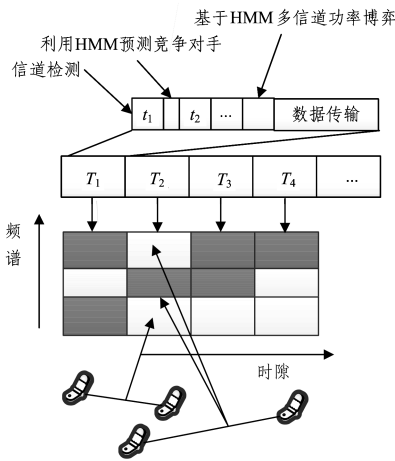 基于HMM多信道功率博弈
利用HMM预测竞争对手
信道检测
t1 t2 ... 数据传输
T1 T2 T3 T4 ...
频谱
时隙